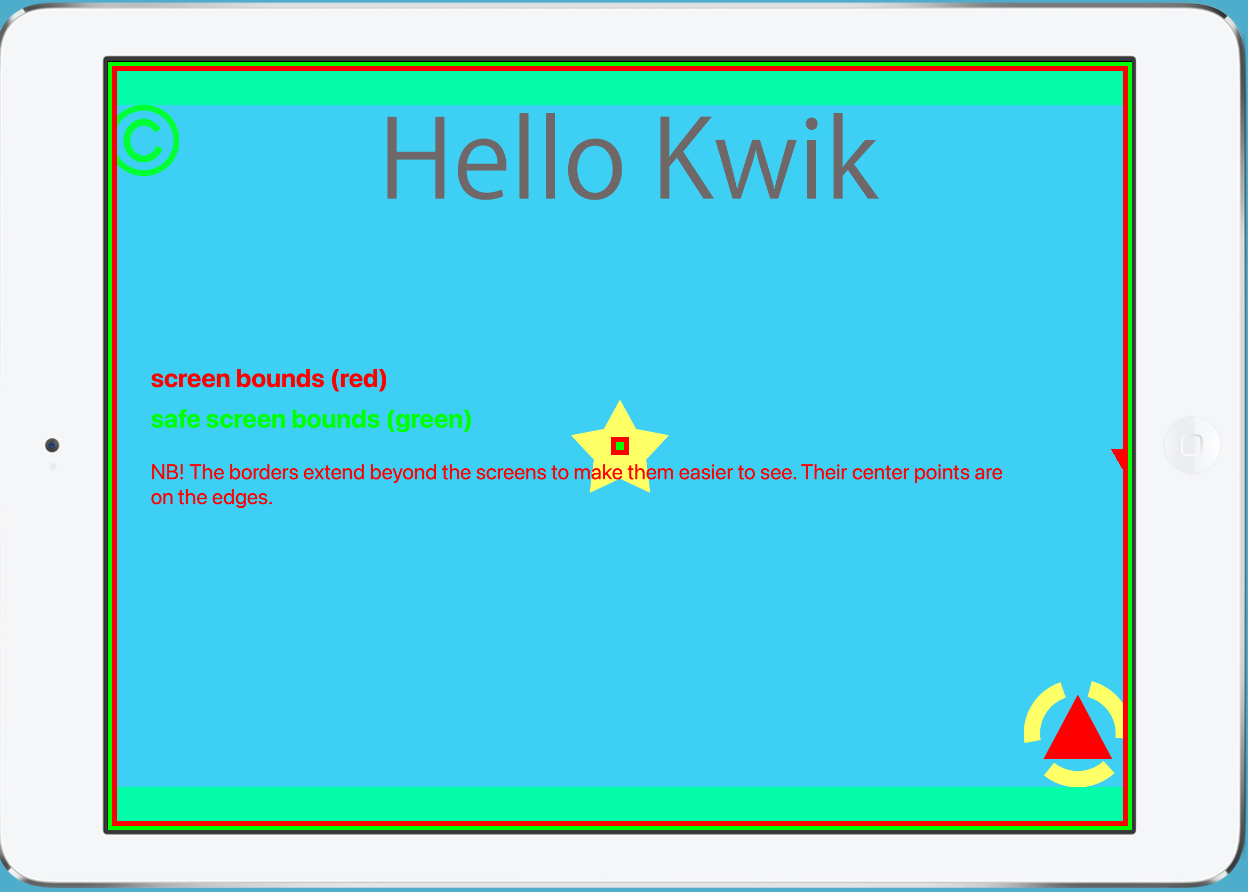 ©
Hello Kwik
screen bounds (red)
safe screen bounds (green)
NB! The borders extend beyond the screens to make them easier to see. Their center points are
on the edges.